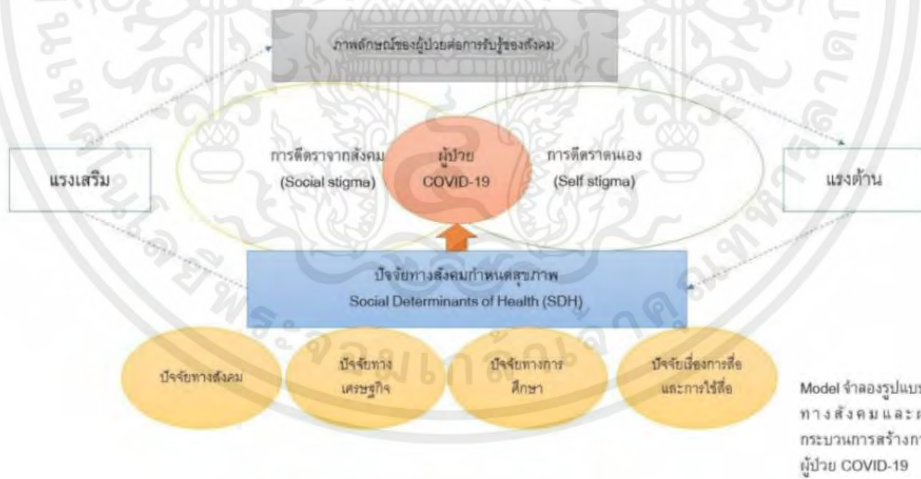 ภาพลักษณ์ของผู้ป่วยต่อการรับรู้ของสังคม
แรงเสริม
การตีตราจากสังคม
(Social stigma)
ผู้ป่วย
COVID-19
การตีตราตนเอง
(Self stigma)
แรงต้าน
ปัจจัยทางสังคมกำหนดสุขภาพ
Social Determinants of Health (SDH)
ปัจจัยทางสังคม
ปัจจัยทาง
เศรษฐกิจ
ปัจจัยทางการ
ศึกษา
ปัจจัยเรื่องการสื่อ
และการใช้สื่อ
Model จำลองรูปแบบ
ทางสังคมและ
กระบวนการสร้าง
ผู้ป่วย COVID-19